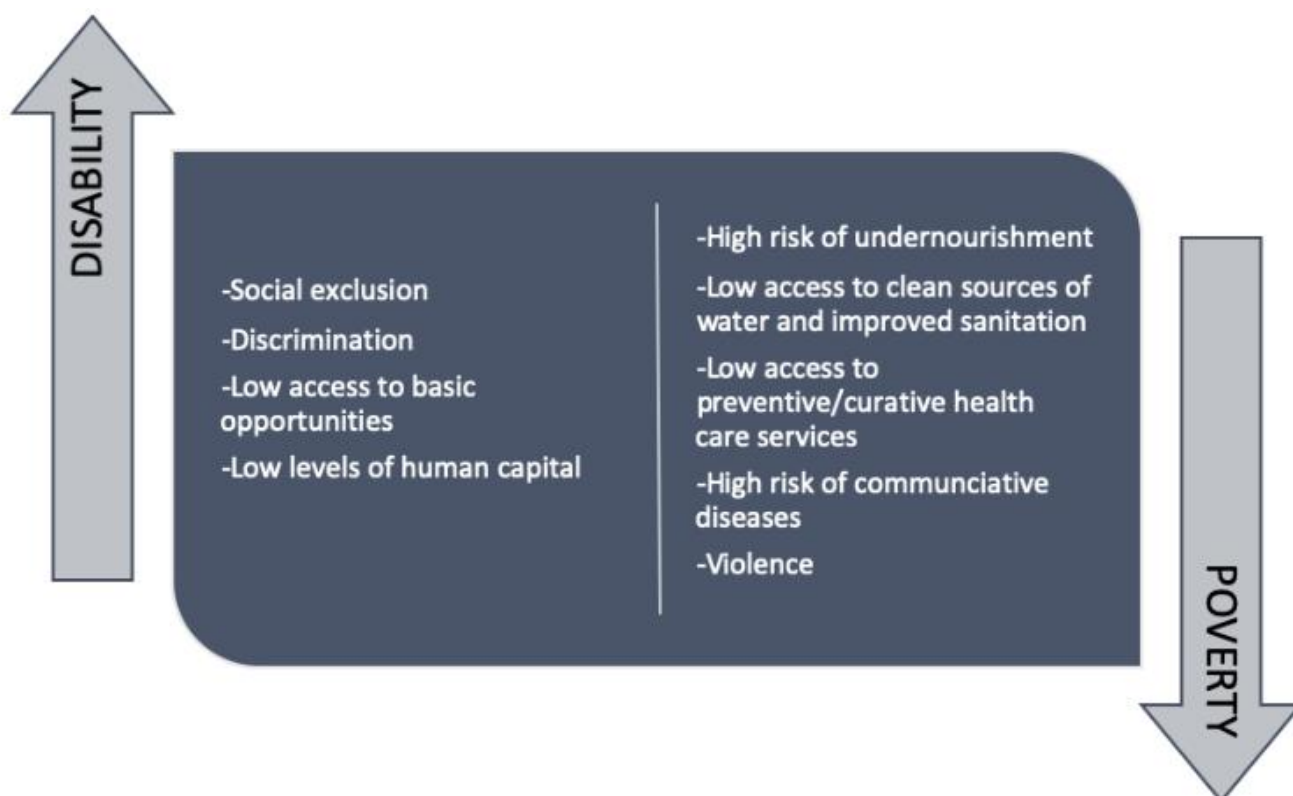 DISABILITY
-Social exclusion
-Discrimination
-Low access to basic
opportunities
-Low levels of human capital
-High risk of undernourishment
-Low access to clean sources of
water and improved sanitation
-Low access to
preventive/curative health
care services
-High risk of communciative
diseases
-Violence
POVERTY